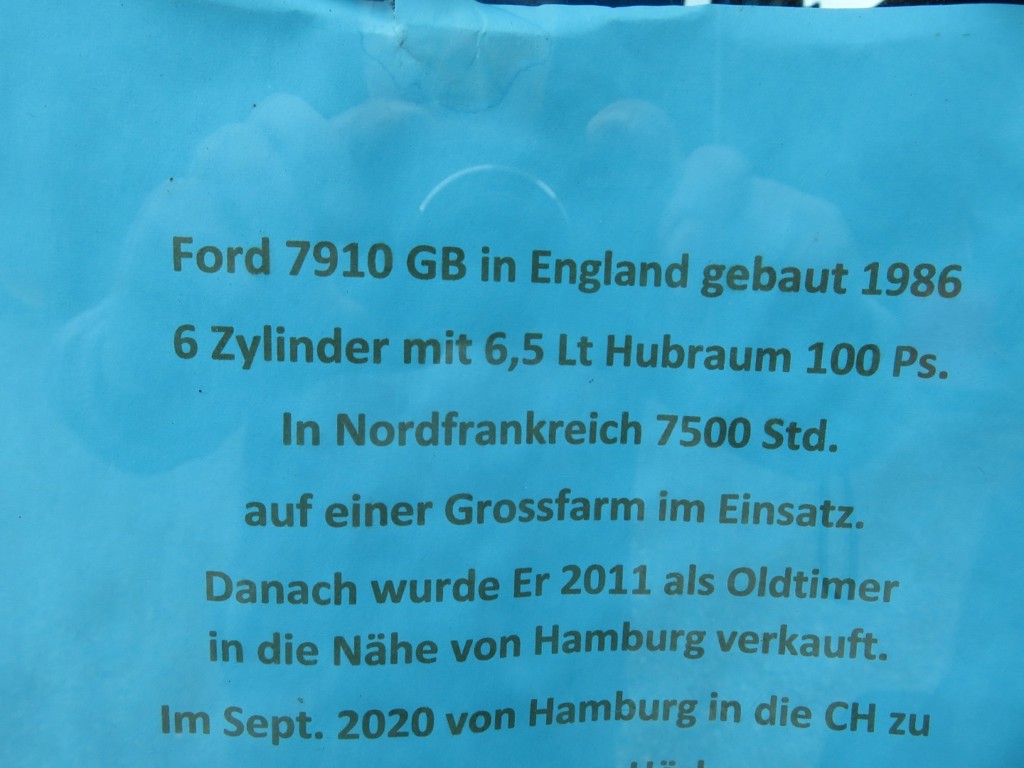 Ford 7910 GB in England gebaut 1986
6 Zylinder mit 6,5 Lt Hubraum 100 Ps.
In Nordfrankreich 7500 Std.
auf einer Grossfarm im Einsatz.
Danach wurde Er 2011 als Oldtimer
in die Nähe von Hamburg verkauft.
Im Sept. 2020 von Hamburg in die CH zu